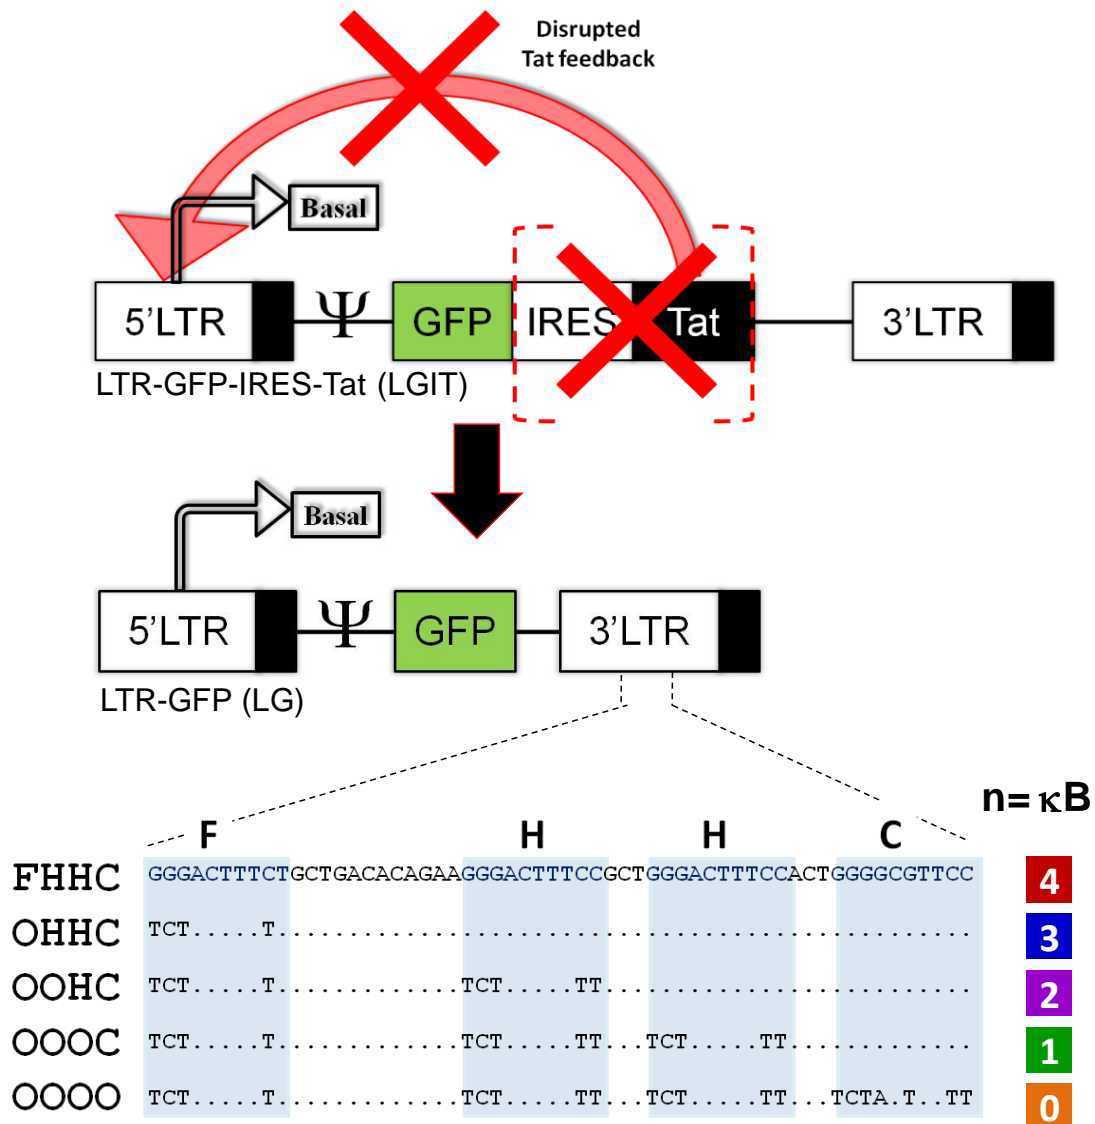 Disrupted
Tat feedback
Basal
5'LTR Ψ GFP IRES Tat 3'LTR
LTR-GFP-IRES-Tat (LGIT)
Basal
5'LTR Ψ GFP 3'LTR
LTR-GFP (LG)
n= κB
F H H C
FHHC GGGACTTTCTGCTGACACAGAAGGGACTTTCCGCTGGGACTTTCCACTGGGGCGTTCC 4
OHHC TCT.....T................................................. 3
OOHC TCT.....T.............TCT.....TT.......................... 2
OOOC TCT.....T.............TCT.....TT...TCT.....TT............. 1
OOOO TCT.....T.............TCT.....TT...TCT.....TT...TCTA.T..TT 0